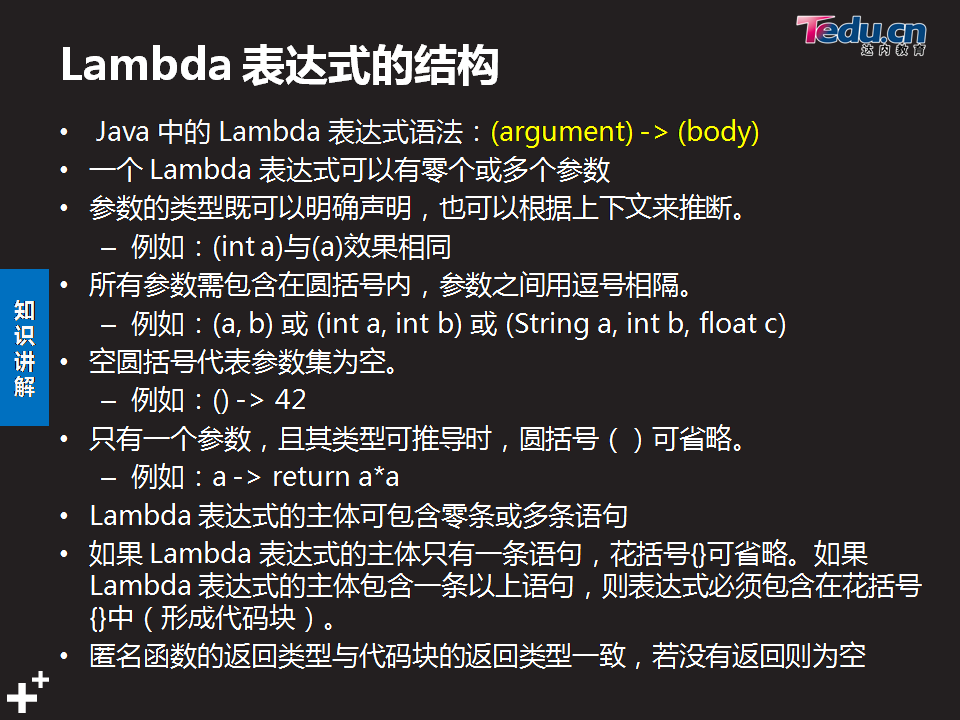 Tedu.cn
达内教育
Lambda 表达式的结构
• Java 中的 Lambda 表达式语法：(argument) -> (body)
• 一个 Lambda 表达式可以有零个或多个参数
• 参数的类型既可以明确声明，也可以根据上下文来推断。
– 例如：(int a)与(a)效果相同
• 所有参数需包含在圆括号内，参数之间用逗号相隔。
– 例如：(a, b) 或 (int a, int b) 或 (String a, int b, float c)
• 空圆括号代表参数集为空。
– 例如：() -> 42
• 只有一个参数，且其类型可推导时，圆括号（）可省略。
– 例如：a -> return a*a
• Lambda 表达式的主体可包含零条或多条语句
• 如果 Lambda 表达式的主体只有一条语句，花括号{}可省略。如果
Lambda 表达式的主体包含一条以上语句，则表达式必须包含在花括号
{}中（形成代码块）。
• 匿名函数的返回类型与代码块的返回类型一致，若没有返回则为空
知识讲解